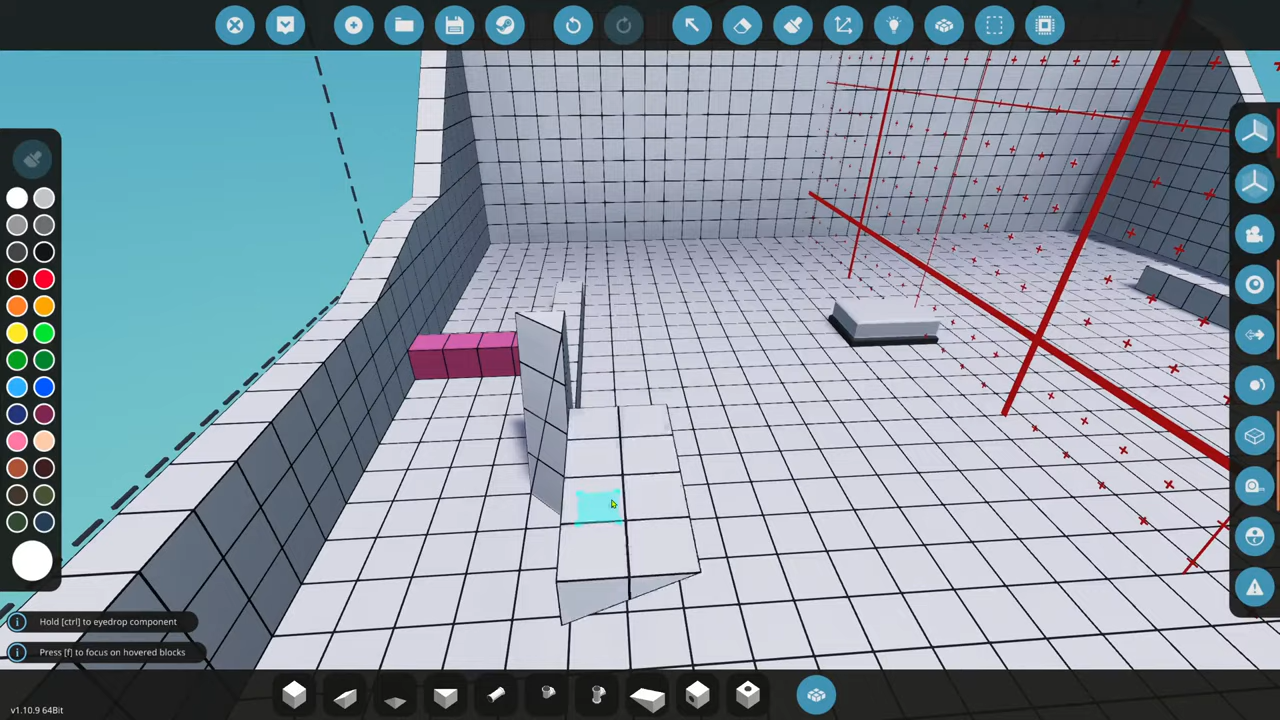 Hold [ctrl] to eyedrop component
Press [f] to focus on hovered blocks
v1.10.9 64Bit